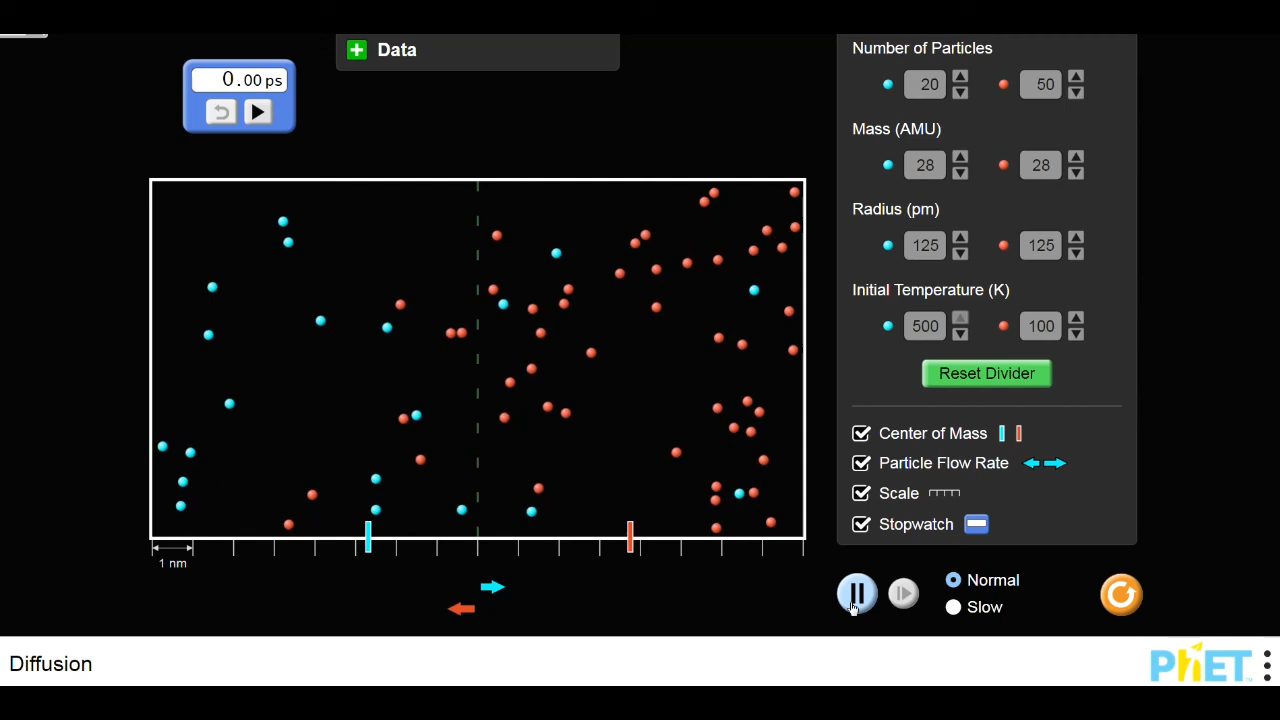 Data
0.00 ps
Number of Particles
20 50
Mass (AMU)
28 28
Radius (pm)
125 125
Initial Temperature (K)
500 100
Reset Divider
Center of Mass
Particle Flow Rate
Scale
Stopwatch
1 nm
Normal
Slow
Diffusion
PhET